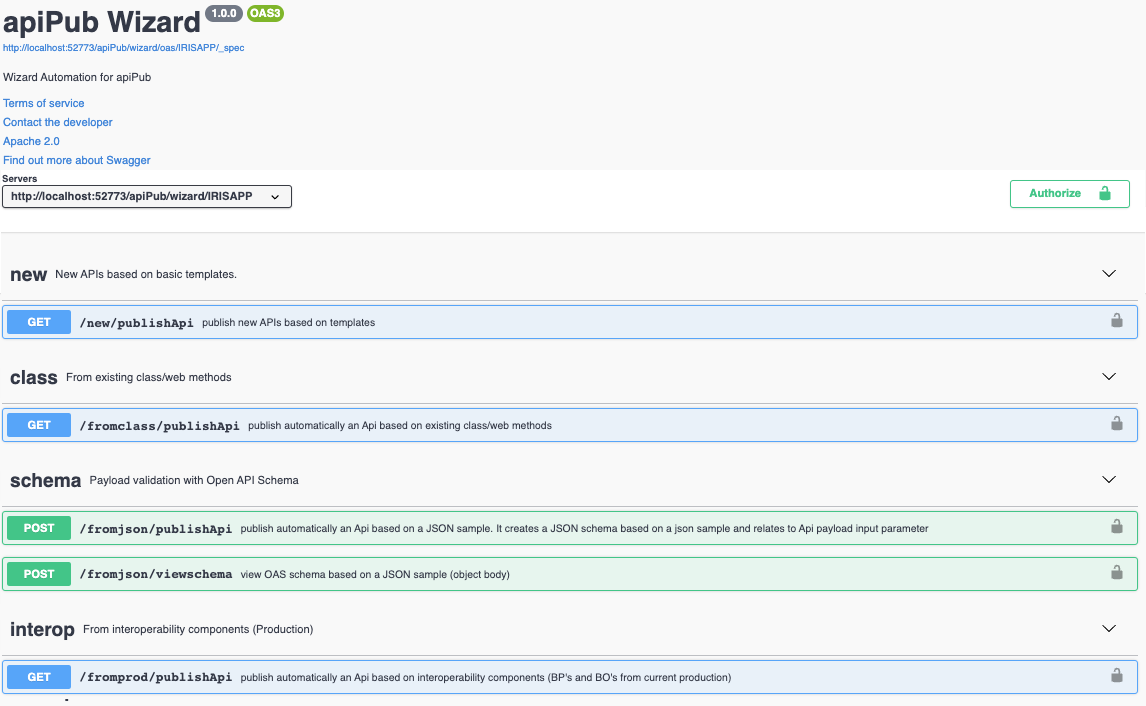 apiPub Wizard 1.0.0 OAS3
http://localhost:52773/apiPub/wizard/oas/IRISAPP/_spec
Wizard Automation for apiPub
Terms of service
Contact the developer
Apache 2.0
Find out more about Swagger
Servers
http://localhost:52773/apiPub/wizard/IRISAPP
Authorize
new New APIs based on basic templates.
GET /new/publishApi publish new APIs based on templates
class From existing class/web methods
GET /fromclass/publishApi publish automatically an Api based on existing class/web methods
schema Payload validation with Open API Schema
POST /fromjson/publishApi publish automatically an Api based on a JSON sample. It creates a JSON schema based on a json sample and relates to Api payload input parameter
POST /fromjson/viewschema view OAS schema based on a JSON sample (object body)
interop From interoperability components (Production)
GET /fromprod/publishApi publish automatically an Api based on interoperability components (BP's and BO's from current production)